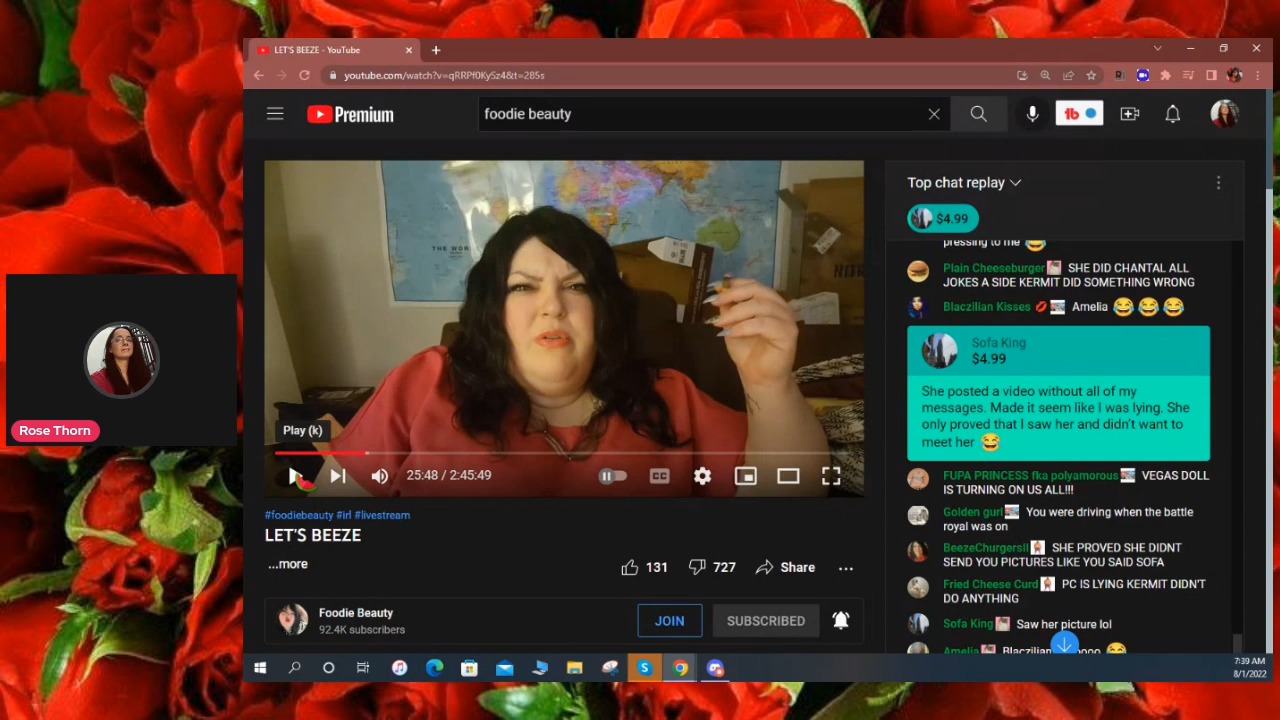 LET'S BEEZE - YouTube
youtube.com/watch?v=qRRPf0KySz4&t=285s
Premium
foodie beauty
THE WOR
Play (k)
25:48 / 2:45:49
CC
#foodiebeauty #irl #livestream
LET'S BEEZE
...more
131
727
Share
Foodie Beauty
92.4K subscribers
JOIN
SUBSCRIBED
Top chat replay
$4.99
pressing to me
Plain Cheeseburger SHE DID CHANTAL ALL
JOKES A SIDE KERMIT DID SOMETHING WRONG
Blaczilian Kisses Amelia
Sofa King
$4.99
She posted a video without all of my
messages. Made it seem like I was lying. She
only proved that I saw her and didn't want to
meet her
FUPA PRINCESS fka polyamorous VEGAS DOLL
IS TURNING ON US ALL!!!
Golden gurl You were driving when the battle
royal was on
BeezeChurgersII SHE PROVED SHE DIDNT
SEND YOU PICTURES LIKE YOU SAID SOFA
Fried Cheese Curd PC IS LYING KERMIT DIDN'T
DO ANYTHING
Sofa King Saw her picture lol
Amelia
Rose Thorn
7:39 AM
8/1/2022